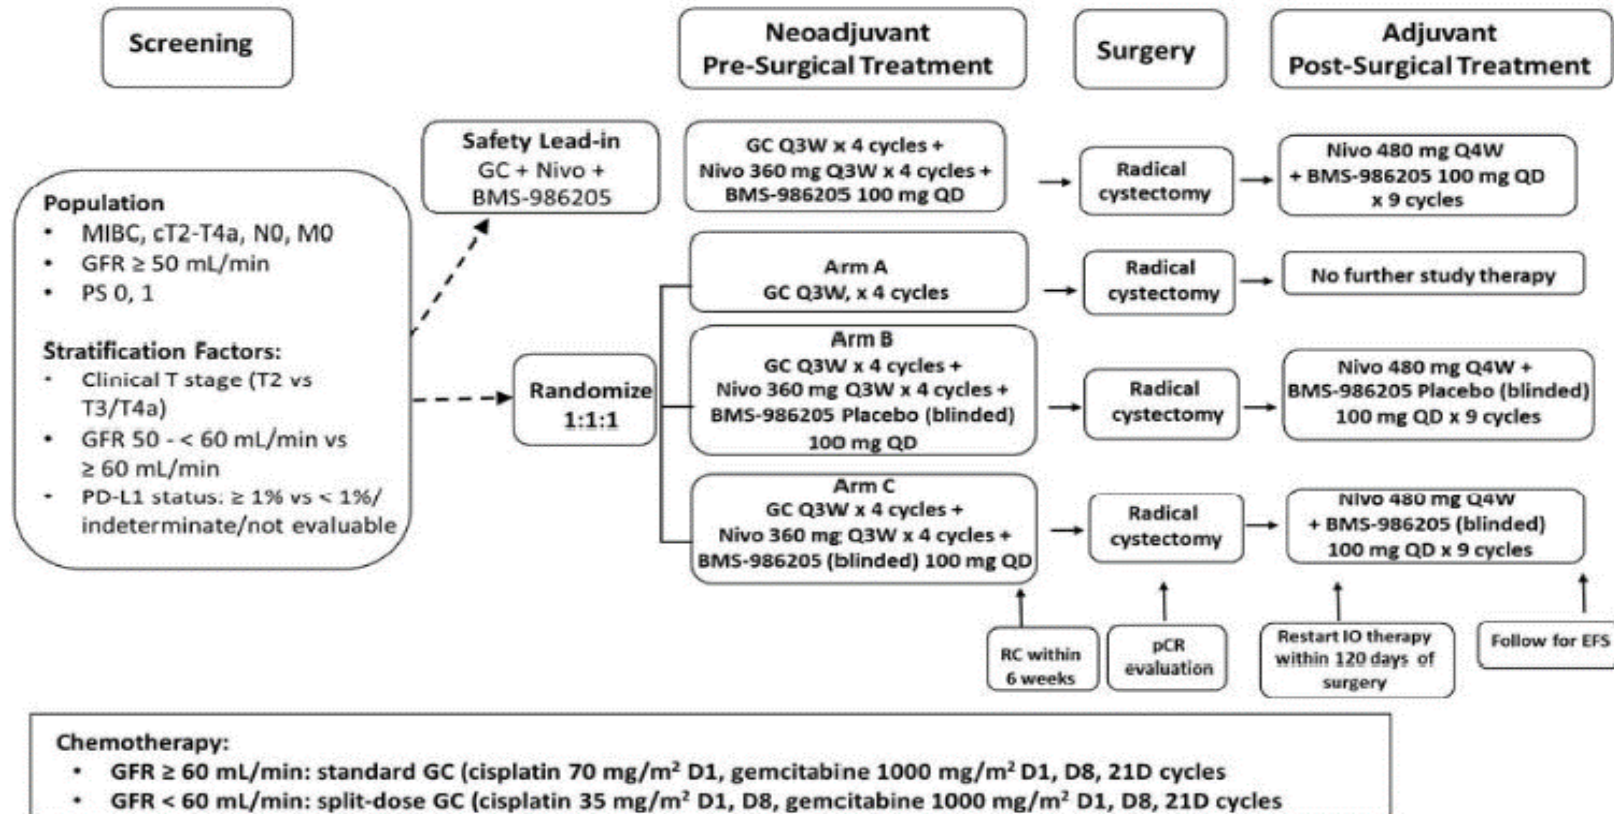 Screening
Neoadjuvant
Pre-Surgical Treatment
Surgery
Adjuvant
Post-Surgical Treatment
Safety Lead-in
GC + Nivo +
BMS-986205
GC Q3W x 4 cycles +
Nivo 360 mg Q3W x 4 cycles +
BMS-986205 100 mg QD
Radical
cystectomy
Nivo 480 mg Q4W
+ BMS-986205 100 mg QD
x 9 cycles
Population
• MIBC, cT2-T4a, N0, M0
• GFR ≥ 50 mL/min
• PS 0, 1
Stratification Factors:
• Clinical T stage (T2 vs
T3/T4a)
• GFR 50 - < 60 mL/min vs
≥ 60 mL/min
• PD-L1 status: ≥ 1% vs < 1%/
indeterminate/not evaluable
Randomize
1:1:1
Arm A
GC Q3W, x 4 cycles
Radical
cystectomy
No further study therapy
Arm B
GC Q3W x 4 cycles +
Nivo 360 mg Q3W x 4 cycles +
BMS-986205 Placebo (blinded)
100 mg QD
Radical
cystectomy
Nivo 480 mg Q4W +
BMS-986205 Placebo (blinded)
100 mg QD x 9 cycles
Arm C
GC Q3W x 4 cycles +
Nivo 360 mg Q3W x 4 cycles +
BMS-986205 (blinded) 100 mg QD
Radical
cystectomy
Nivo 480 mg Q4W
+ BMS-986205 (blinded)
100 mg QD x 9 cycles
RC within
6 weeks
pCR
evaluation
Restart IO therapy
within 120 days of
surgery
Follow for EFS
Chemotherapy:
• GFR ≥ 60 mL/min: standard GC (cisplatin 70 mg/m² D1, gemcitabine 1000 mg/m² D1, D8, 21D cycles
• GFR < 60 mL/min: split-dose GC (cisplatin 35 mg/m² D1, D8, gemcitabine 1000 mg/m² D1, D8, 21D cycles